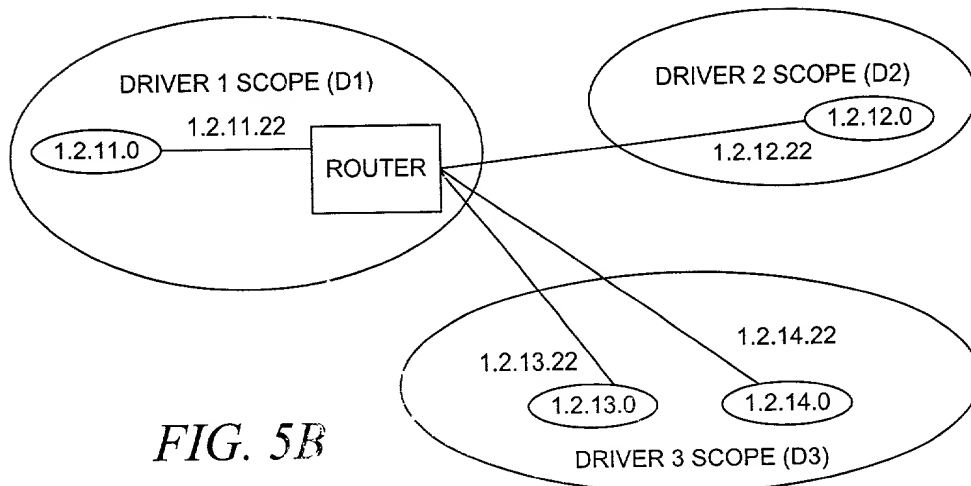 DRIVER 1 SCOPE (D1)
1.2.11.22
1.2.11.0
ROUTER
DRIVER 2 SCOPE (D2)
1.2.12.0
1.2.12.22
1.2.14.22
1.2.13.22
1.2.13.0
1.2.14.0
DRIVER 3 SCOPE (D3)
FIG. 5B